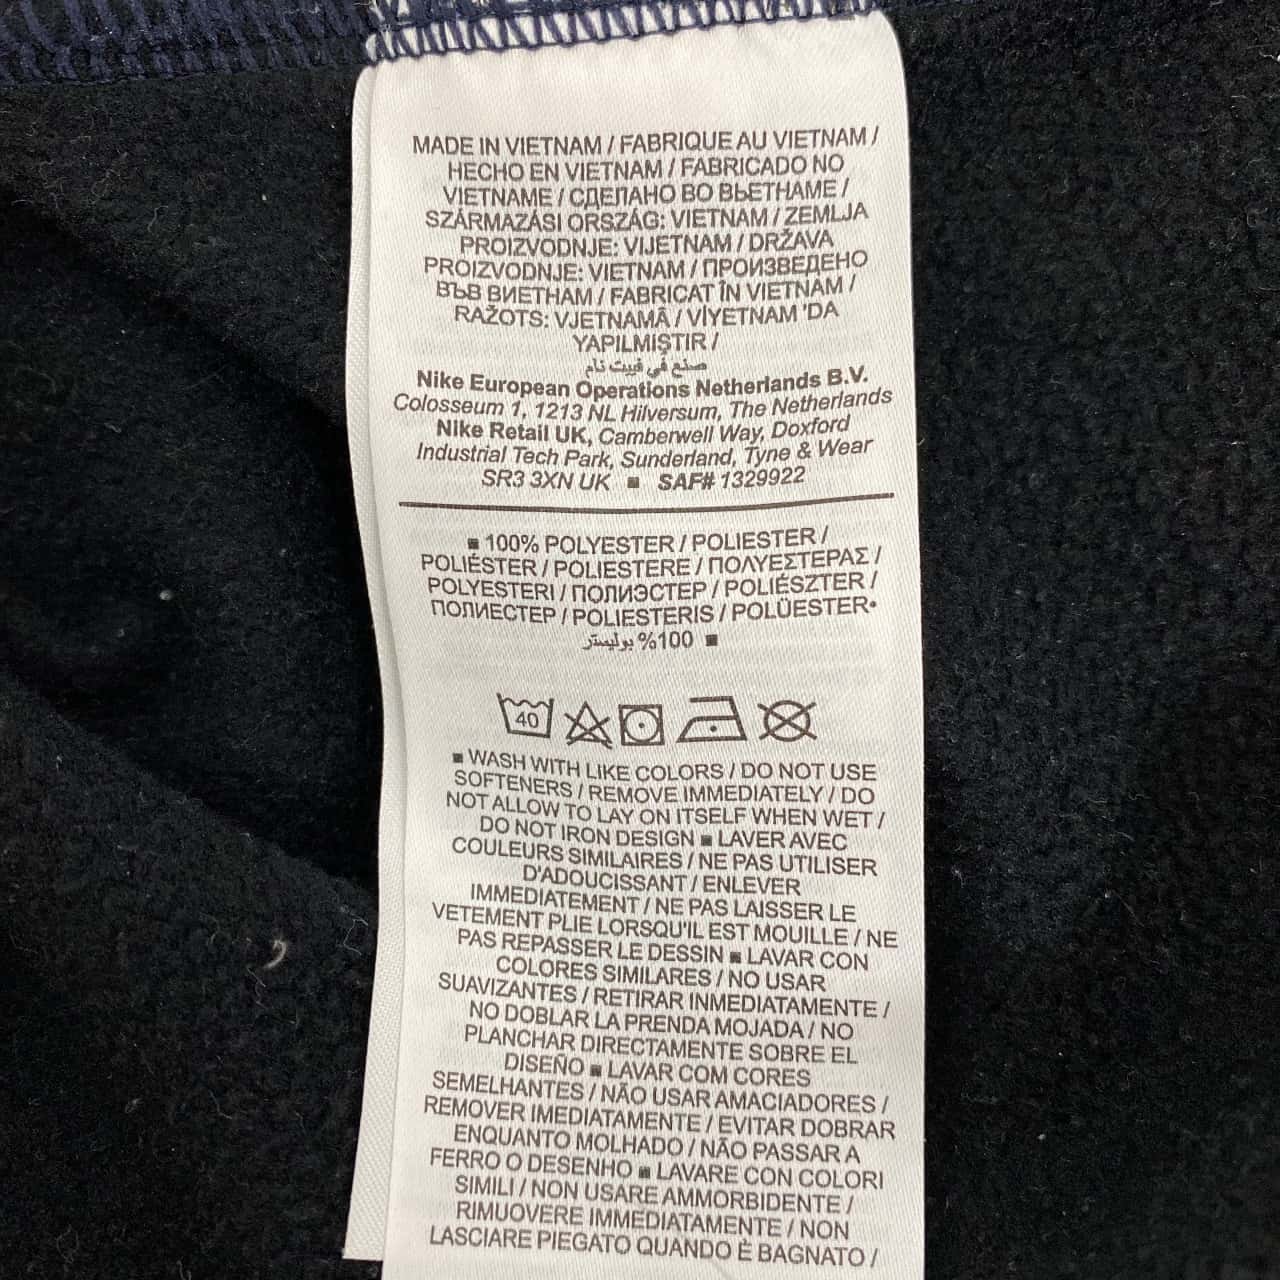 MADE IN VIETNAM / FABRIQUE AU VIETNAM /
HECHO EN VIETNAM / FABRICADO NO
VIETNAME / СДЕЛАНО ВО ВЬЕТНАМЕ /
SZÁRMAZÁSI ORSZÁG: VIETNAM / ZEMLJA
PROIZVODNJE: VIJETNAM / DRŽAVA
PROIZVODNJE: VIETNAM / ПРОИЗВЕДЕНО
ВЪВ ВИЕТНАМ / FABRICAT ÎN VIETNAM /
RAŽOTS: VJETNAMĀ / VİYETNAM 'DA
YAPILMIŞTIR /
صنع في فييت نام
Nike European Operations Netherlands B.V.
Colosseum 1, 1213 NL Hilversum, The Netherlands
Nike Retail UK, Camberwell Way, Doxford
Industrial Tech Park, Sunderland, Tyne & Wear
SR3 3XN UK ■ SAF# 1329922
■ 100% POLYESTER / POLIESTER /
POLIÉSTER / POLIESTERE / ΠΟΛΥΕΣΤΕΡΑΣ /
POLYESTERI / ПОЛИЭСТЕР / POLIÉSZTER /
ПОЛИЕСТЕР / POLIESTERIS / POLÜESTER•
■ 100% بوليستر
40
■ WASH WITH LIKE COLORS / DO NOT USE
SOFTENERS / REMOVE IMMEDIATELY / DO
NOT ALLOW TO LAY ON ITSELF WHEN WET /
DO NOT IRON DESIGN ■ LAVER AVEC
COULEURS SIMILAIRES / NE PAS UTILISER
D'ADOUCISSANT / ENLEVER
IMMEDIATEMENT / NE PAS LAISSER LE
VETEMENT PLIE LORSQU'IL EST MOUILLE / NE
PAS REPASSER LE DESSIN ■ LAVAR CON
COLORES SIMILARES / NO USAR
SUAVIZANTES / RETIRAR INMEDIATAMENTE /
NO DOBLAR LA PRENDA MOJADA / NO
PLANCHAR DIRECTAMENTE SOBRE EL
DISEÑO ■ LAVAR COM CORES
SEMELHANTES / NÃO USAR AMACIADORES /
REMOVER IMEDIATAMENTE / EVITAR DOBRAR
ENQUANTO MOLHADO / NÃO PASSAR A
FERRO O DESENHO ■ LAVARE CON COLORI
SIMILI / NON USARE AMMORBIDENTE /
RIMUOVERE IMMEDIATAMENTE / NON
LASCIARE PIEGATO QUANDO È BAGNATO /